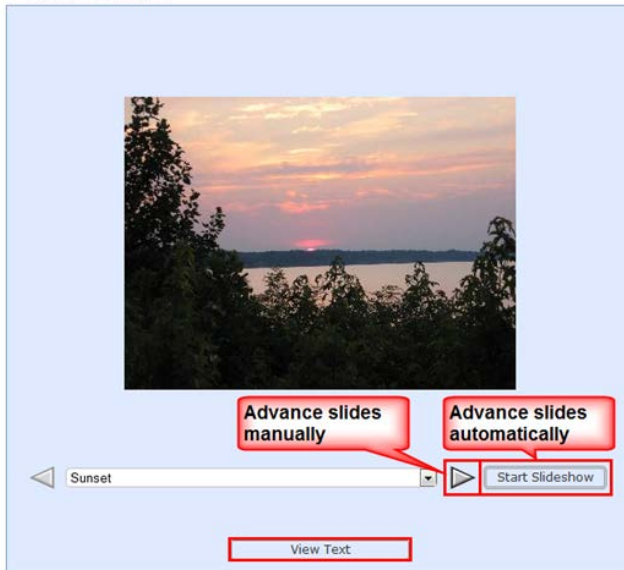 Advance slides
manually
Advance slides
automatically
Sunset
Start Slideshow
View Text